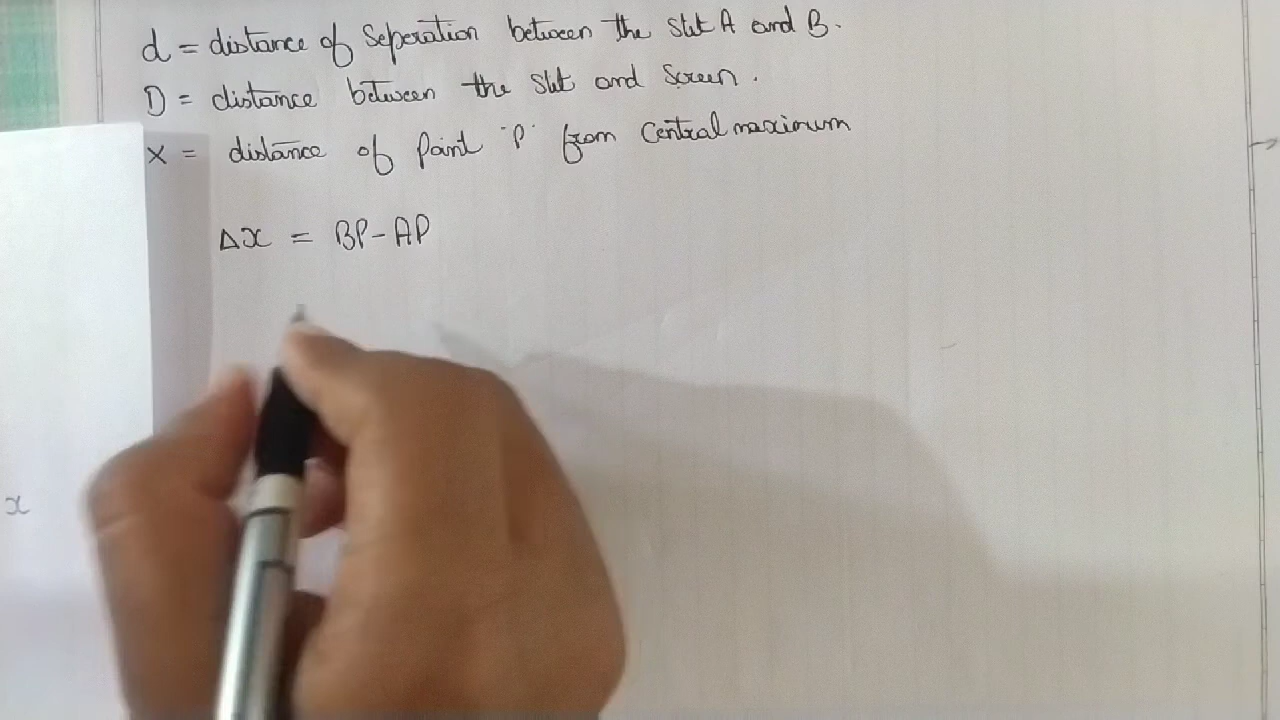 d = distance of Seperation between the slit A and B.
D = distance between the slit and Screen.
x = distance of Point 'P' from Central maximum
Δx = BP-AP
x